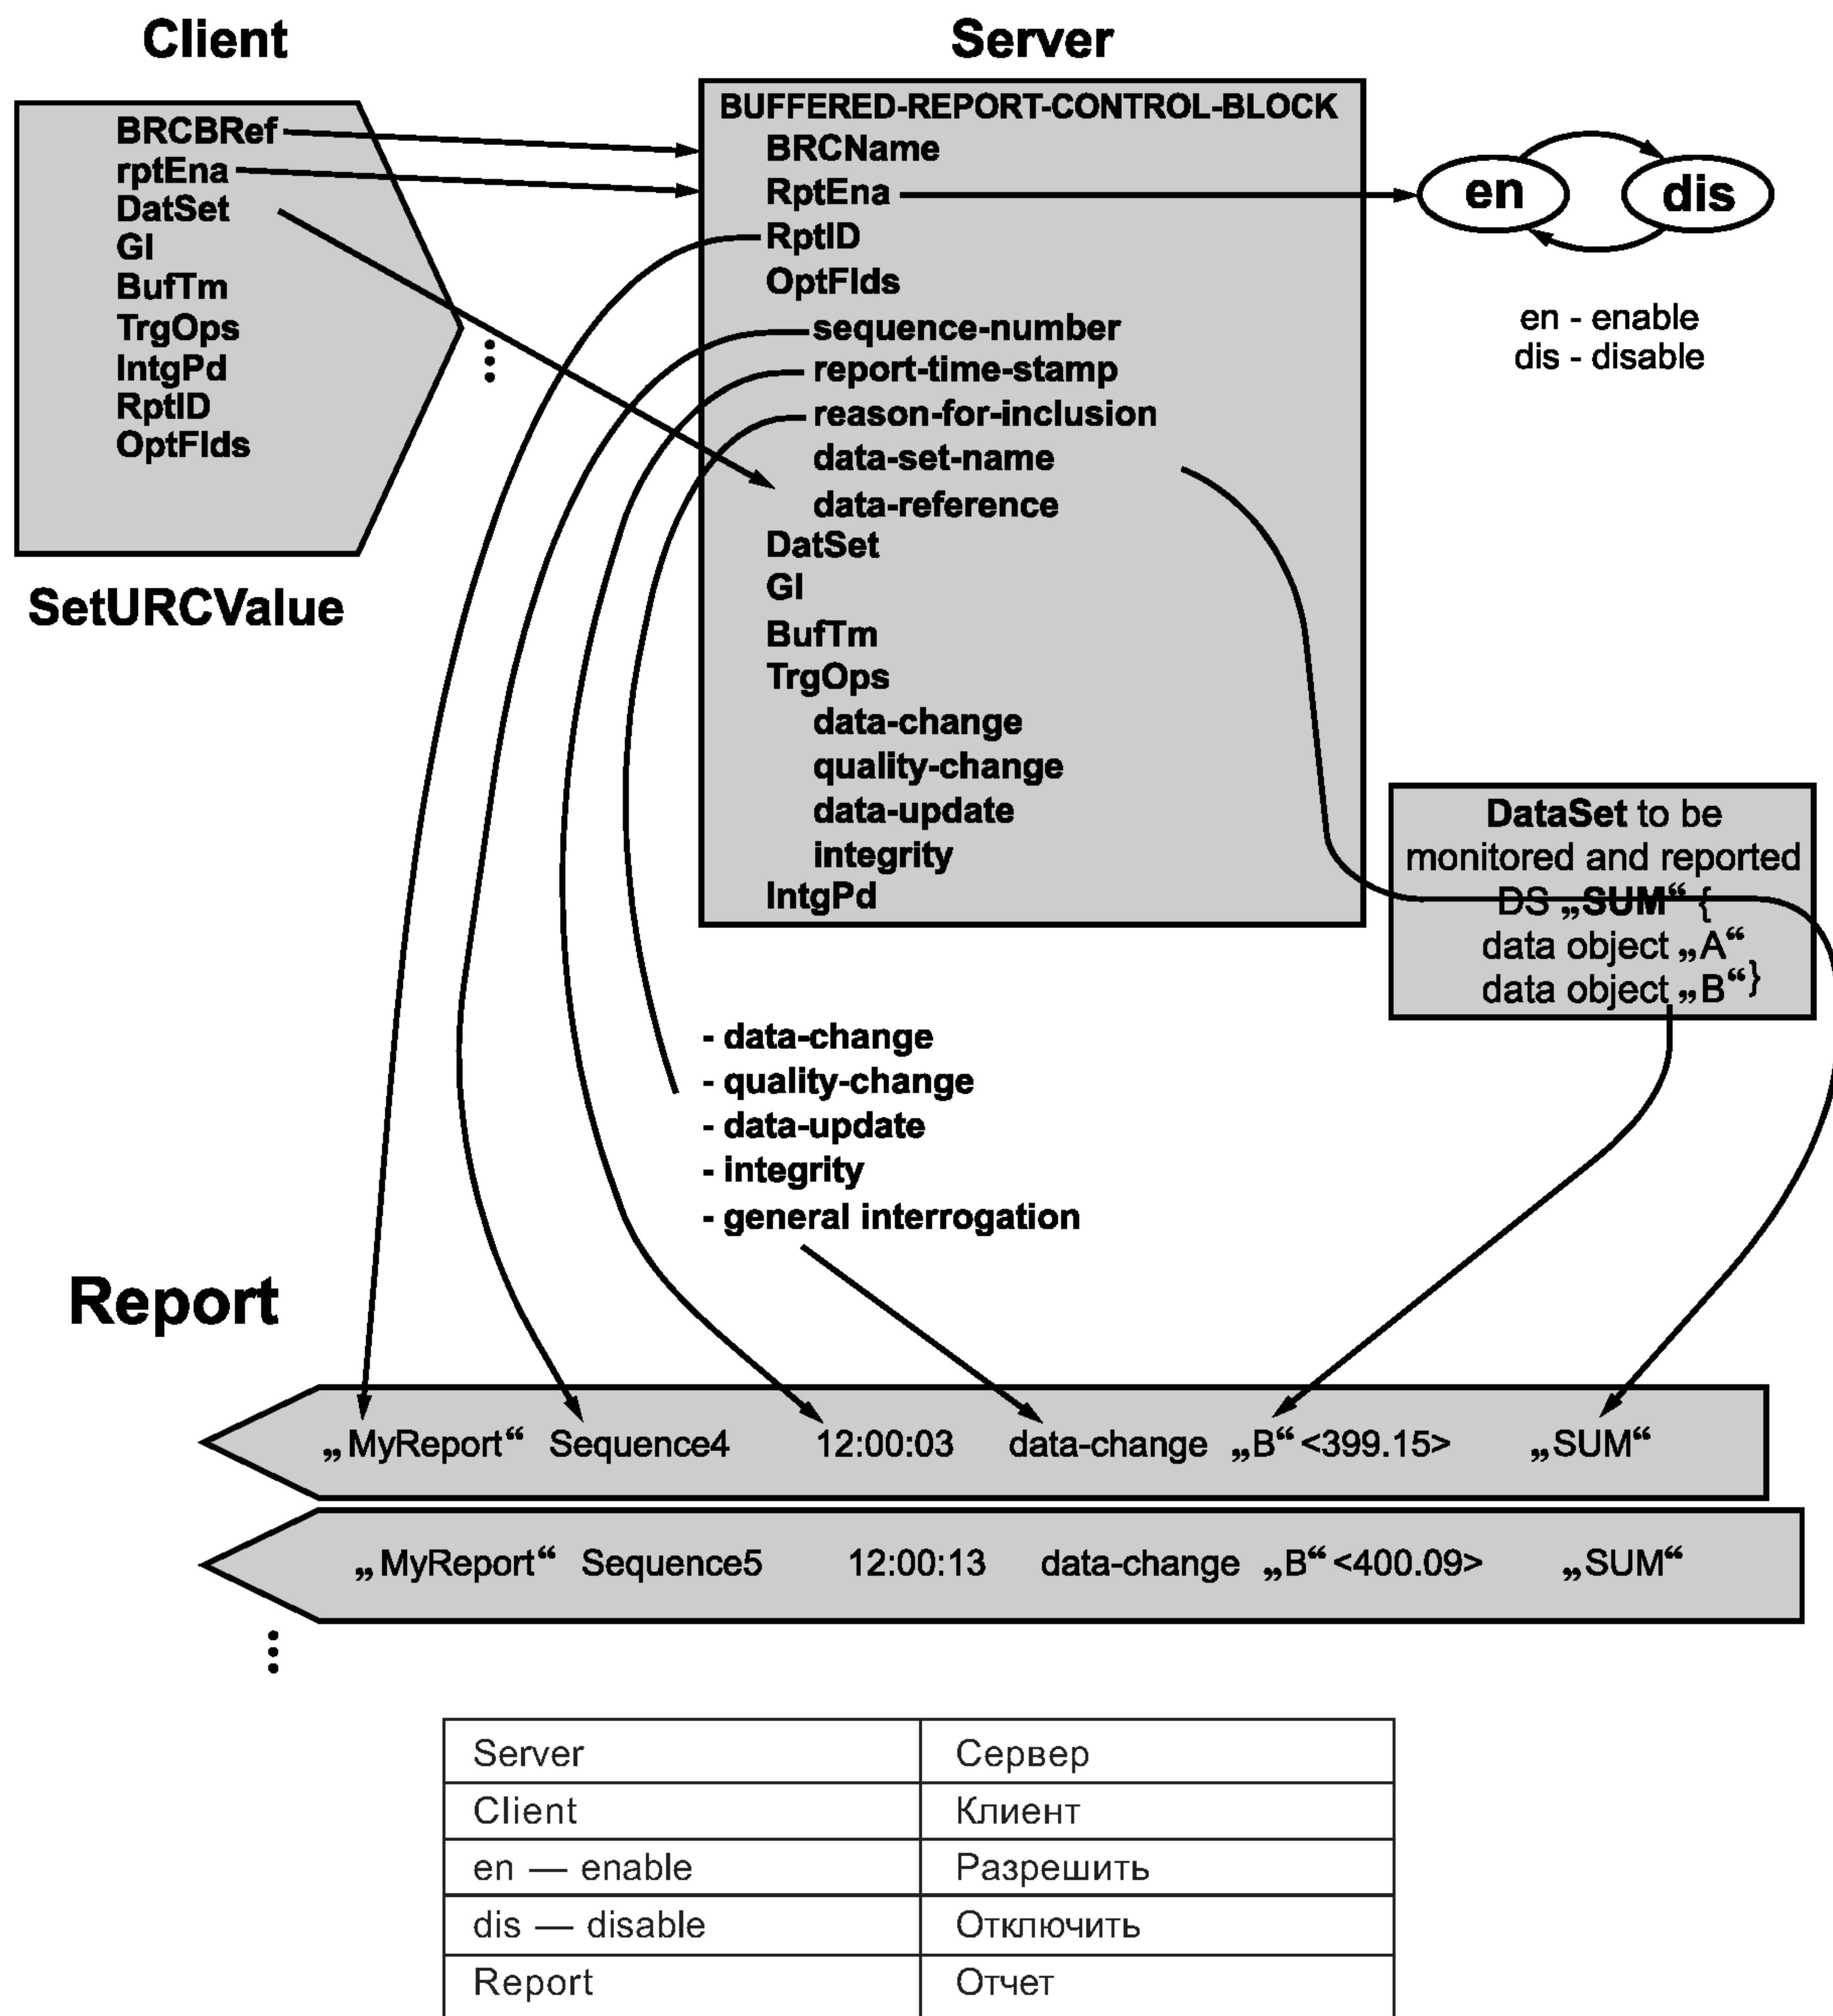 Client
BRCBRef
rptEna
DatSet
GI
BufTm
TrgOps
IntgPd
RptID
OptFlds
SetURCValue
Server
BUFFERED-REPORT-CONTROL-BLOCK
BRCName
RptEna
RptID
OptFlds
sequence-number
report-time-stamp
reason-for-inclusion
data-set-name
data-reference
DatSet
GI
BufTm
TrgOps
data-change
quality-change
data-update
integrity
IntgPd
en
dis
en - enable
dis - disable
DataSet to be
monitored and reported
DS „SUM“ {
data object „A“
data object „B“}
- data-change
- quality-change
- data-update
- integrity
- general interrogation
Report
„MyReport“ Sequence4 12:00:03 data-change „B“ <399.15> „SUM“
„MyReport“ Sequence5 12:00:13 data-change „B“ <400.09> „SUM“
Server Сервер
Client Клиент
en — enable Разрешить
dis — disable Отключить
Report Отчет